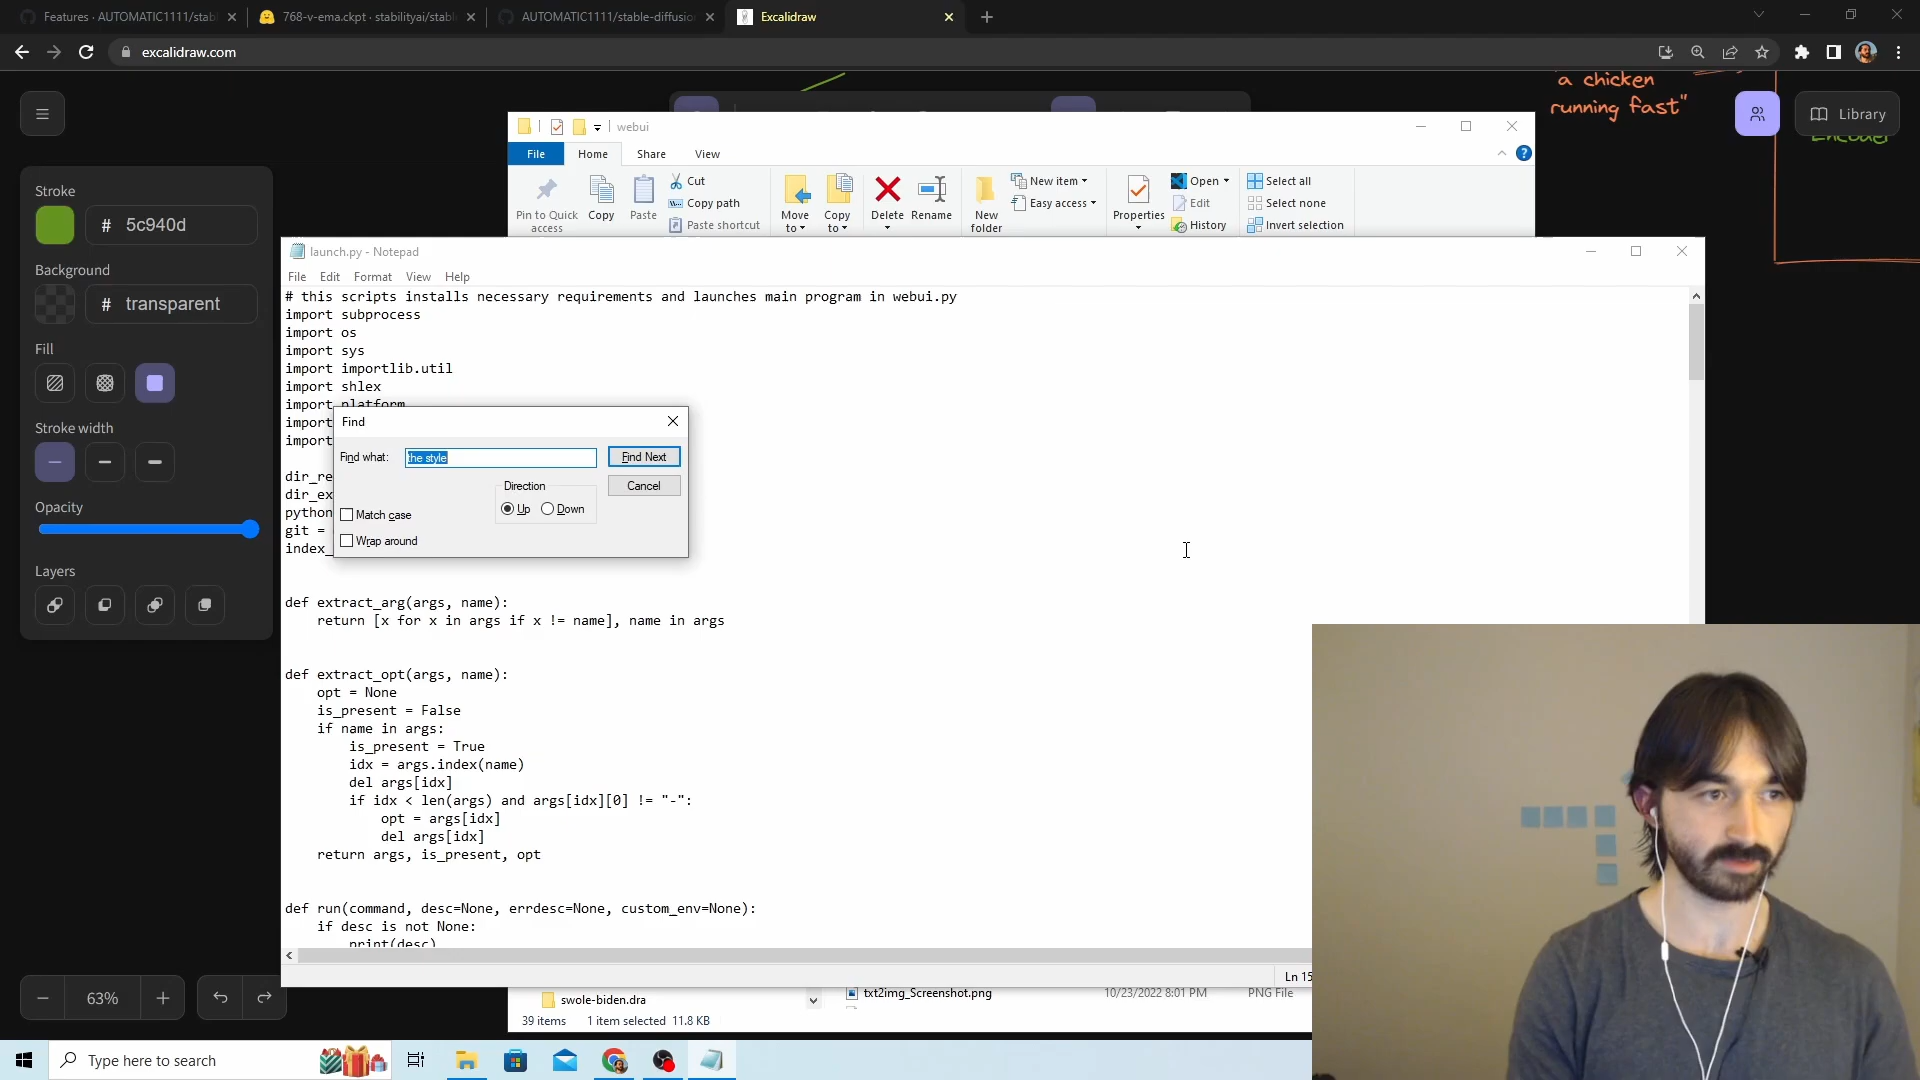 Features · AUTOMATIC1111/stabl
768-v-ema.ckpt · stabilityai/stable
AUTOMATIC1111/stable-diffusion
Excalidraw
excalidraw.com
a chicken
running fast"
Encoder
Library
Stroke
# 5c940d
Background
# transparent
Fill
Stroke width
Opacity
Layers
63%
webui
File
Home
Share
View
Pin to Quick access
Copy
Paste
Cut
Copy path
Paste shortcut
Move to
Copy to
Delete
Rename
New folder
New item
Easy access
Properties
Open
Edit
History
Select all
Select none
Invert selection
launch.py - Notepad
File Edit Format View Help
# this scripts installs necessary requirements and launches main program in webui.py
import subprocess
import os
import sys
import importlib.util
import shlex
import platform
import
import
dir_re
dir_ex
python
git =
index_
Find
Find what:
the style
Find Next
Cancel
Direction
Up
Down
Match case
Wrap around
def extract_arg(args, name):
return [x for x in args if x != name], name in args
def extract_opt(args, name):
opt = None
is_present = False
if name in args:
is_present = True
idx = args.index(name)
del args[idx]
if idx < len(args) and args[idx][0] != "-":
opt = args[idx]
del args[idx]
return args, is_present, opt
def run(command, desc=None, errdesc=None, custom_env=None):
if desc is not None:
print(desc)
Ln 15
swole-biden.dra
txt2img_Screenshot.png
10/23/2022 8:01 PM
PNG File
39 items
1 item selected 11.8 KB
Type here to search